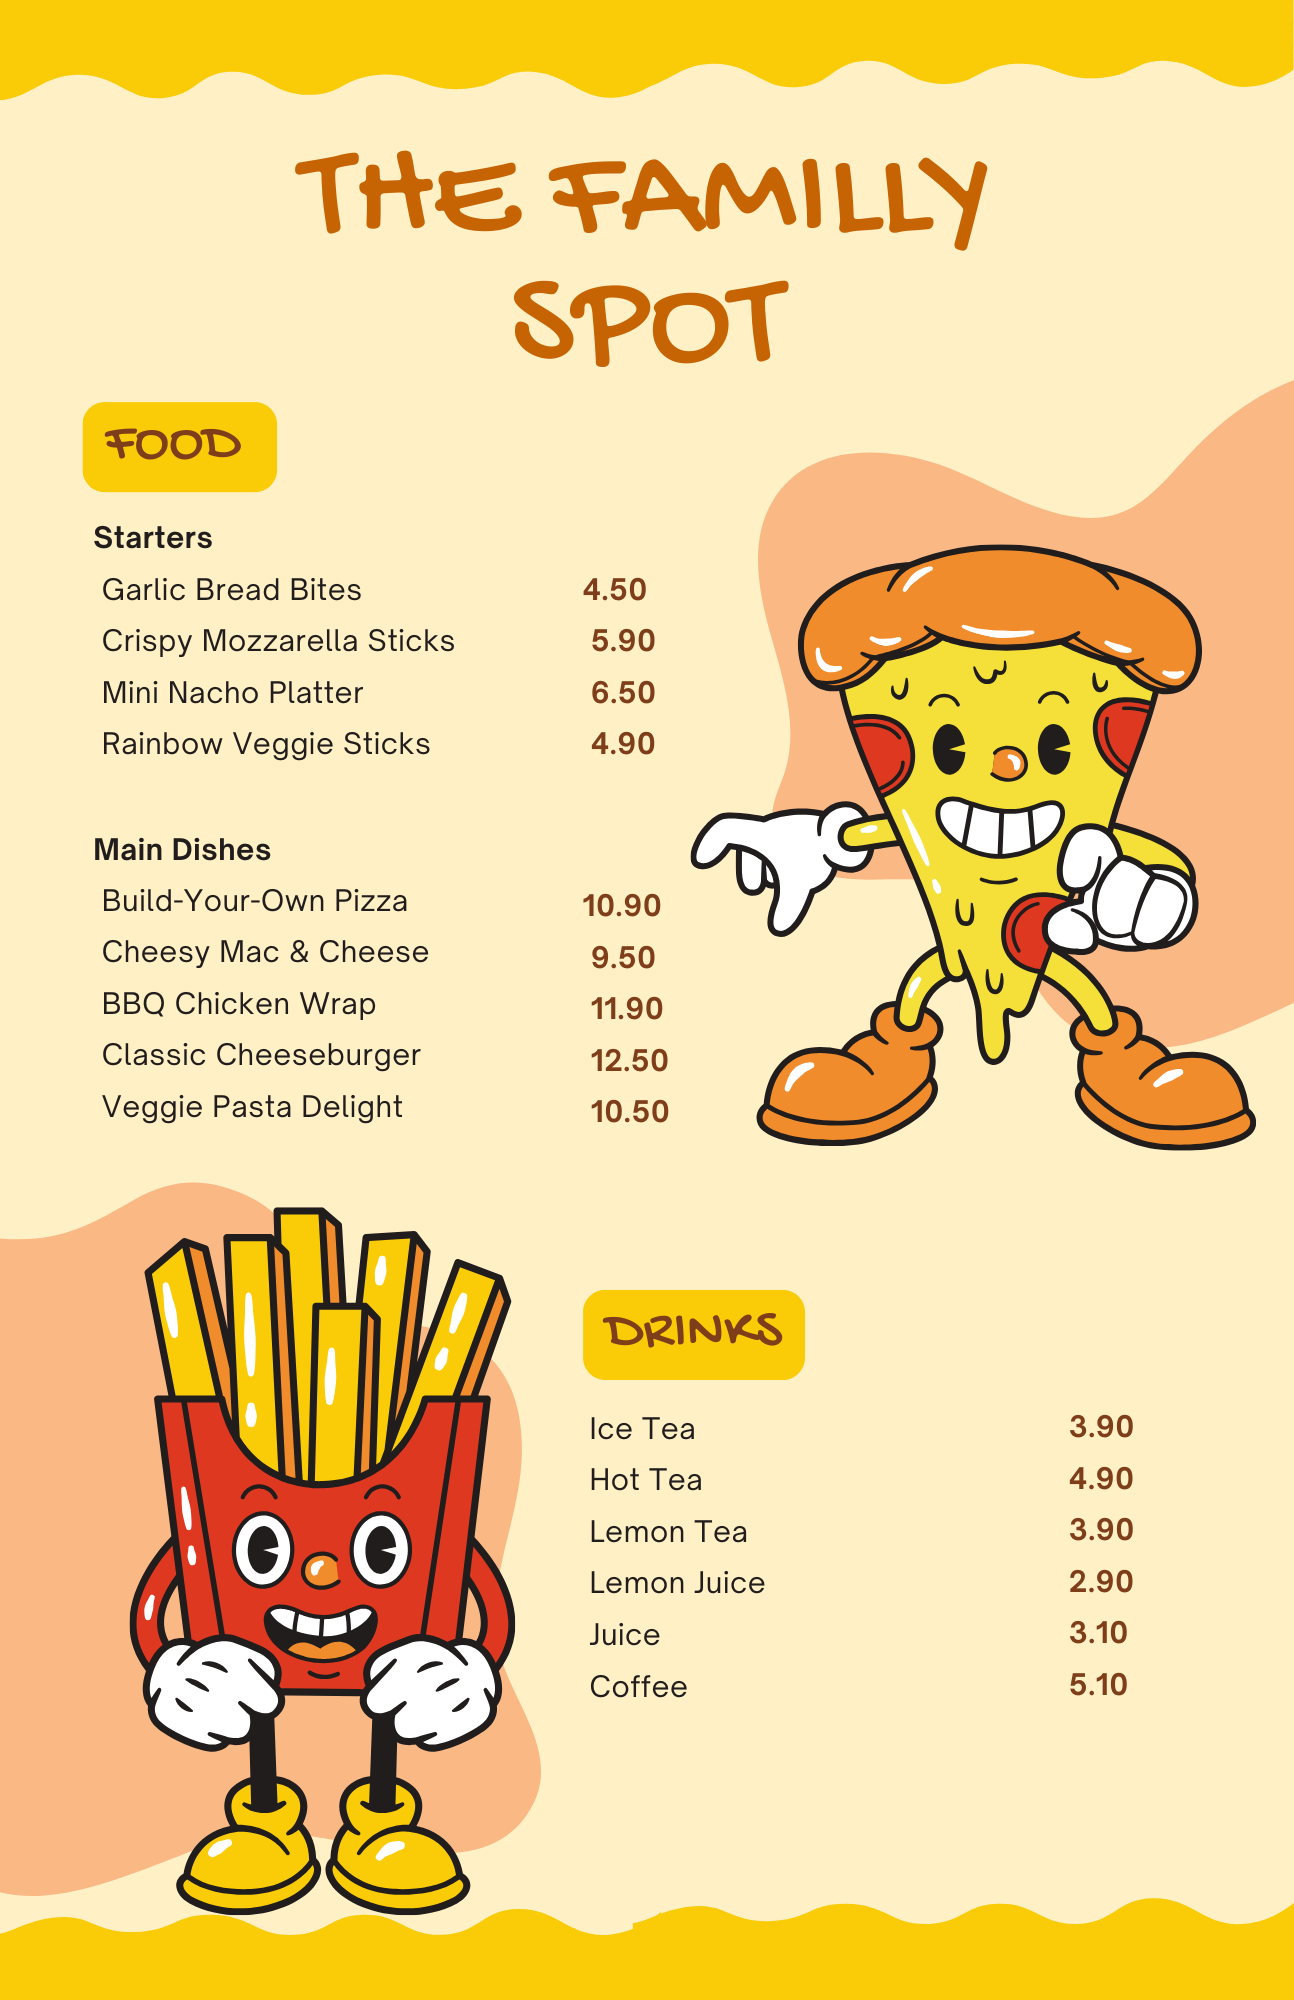 THE FAMILLY
SPOT
FOOD
Starters
Garlic Bread Bites 4.50
Crispy Mozzarella Sticks 5.90
Mini Nacho Platter 6.50
Rainbow Veggie Sticks 4.90
Main Dishes
Build-Your-Own Pizza 10.90
Cheesy Mac & Cheese 9.50
BBQ Chicken Wrap 11.90
Classic Cheeseburger 12.50
Veggie Pasta Delight 10.50
DRINKS
Ice Tea 3.90
Hot Tea 4.90
Lemon Tea 3.90
Lemon Juice 2.90
Juice 3.10
Coffee 5.10